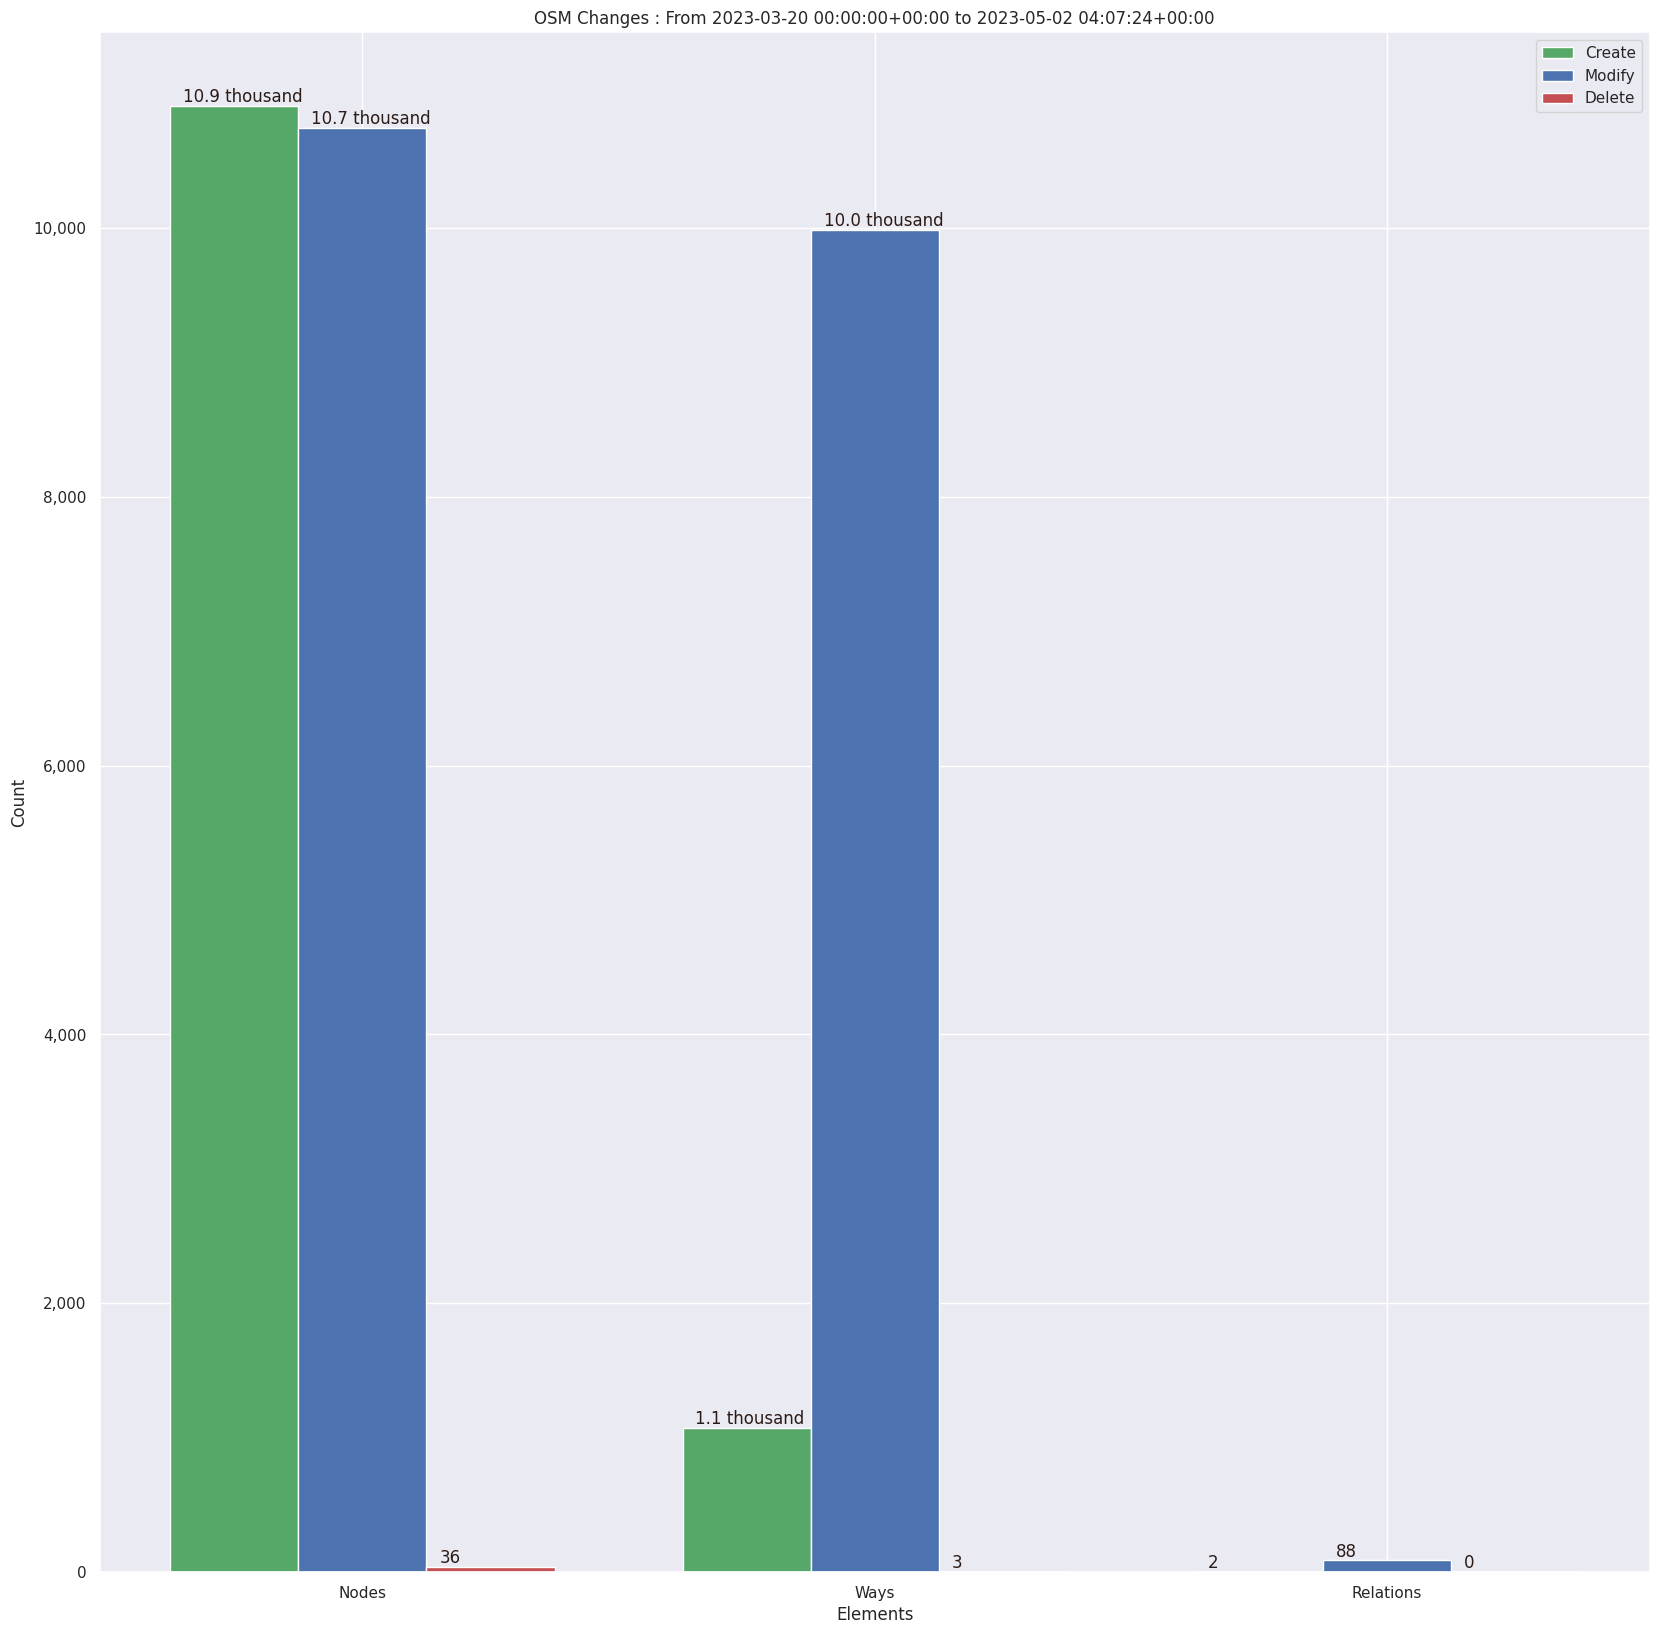 OSM Changes : From 2023-03-20 00:00:00+00:00 to 2023-05-02 04:07:24+00:00
Create
Modify
Delete
10.9 thousand
10.7 thousand
36
1.1 thousand
10.0 thousand
3
2
88
0
10,000
8,000
6,000
4,000
2,000
0
Count
Nodes
Ways
Relations
Elements